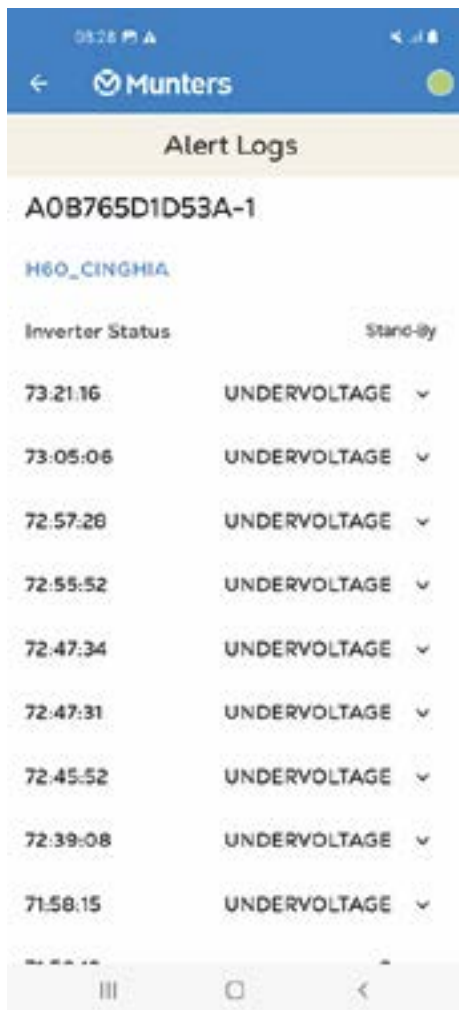 08:28
Munters
Alert Logs
A0B765D1D53A-1
H60_CINGHIA
Inverter Status Stand-By
73:21:16 UNDERVOLTAGE
73:05:06 UNDERVOLTAGE
72:57:28 UNDERVOLTAGE
72:55:52 UNDERVOLTAGE
72:47:34 UNDERVOLTAGE
72:47:31 UNDERVOLTAGE
72:45:52 UNDERVOLTAGE
72:39:08 UNDERVOLTAGE
71:58:15 UNDERVOLTAGE